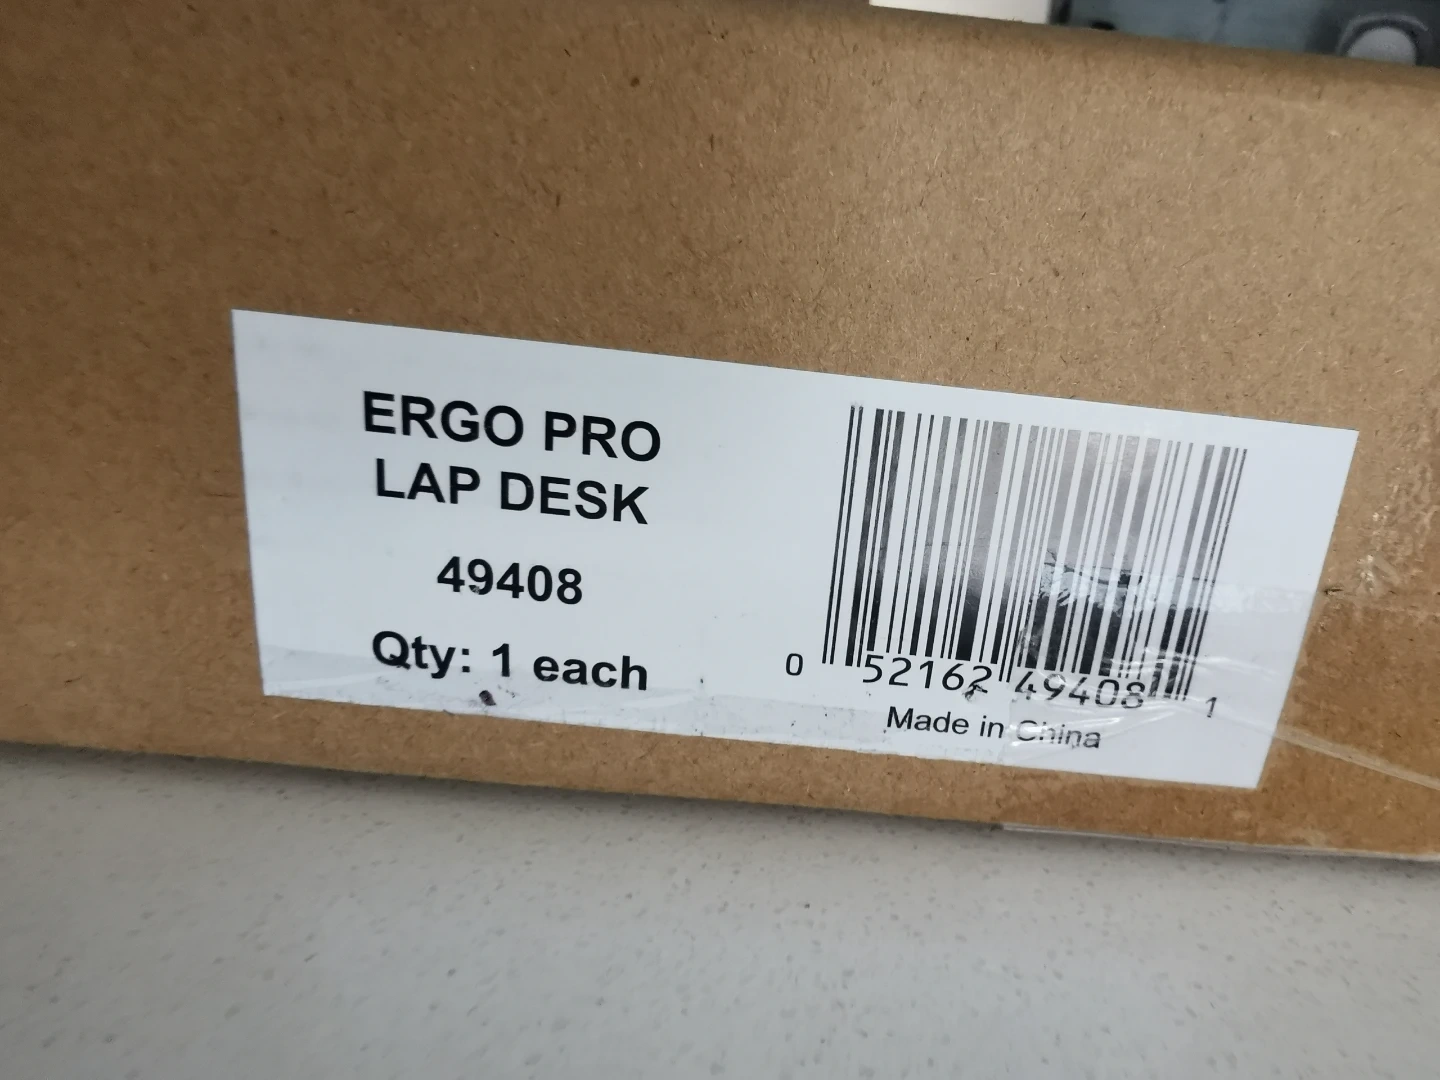 ERGO PRO
LAP DESK
49408
Qty: 1 each
0 52162 49408 1
Made in China